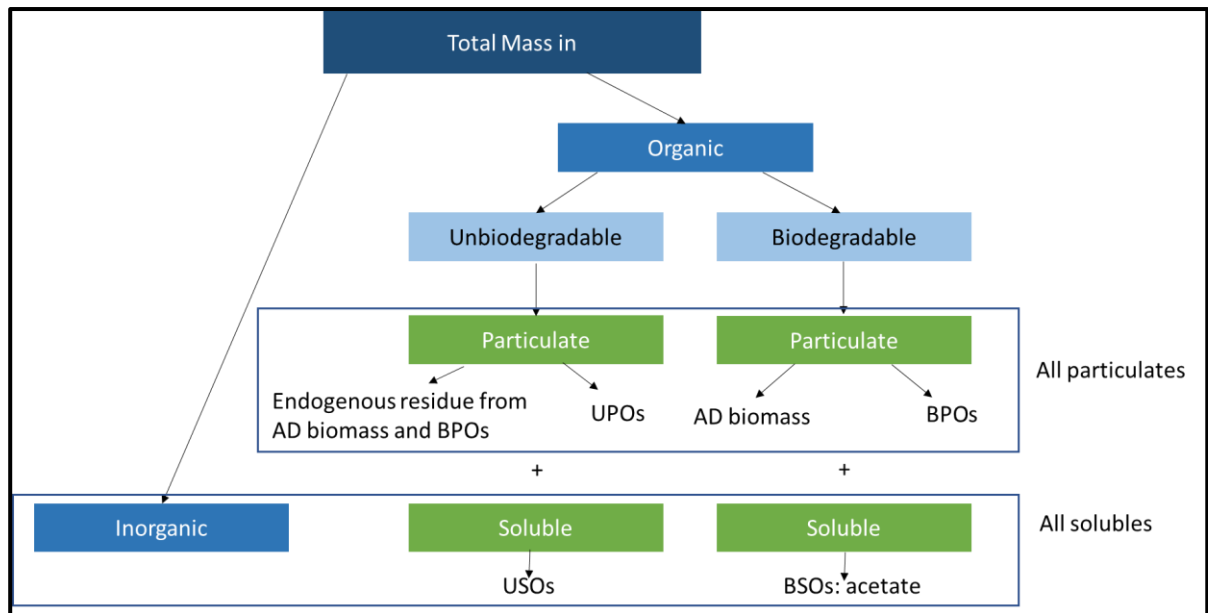 Total Mass in
Organic
Unbiodegradable
Biodegradable
Particulate
Particulate
All particulates
Endogenous residue from
AD biomass and BPOs
UPOs
AD biomass
BPOs
+
+
Inorganic
Soluble
Soluble
All solubles
USOs
BSOs: acetate